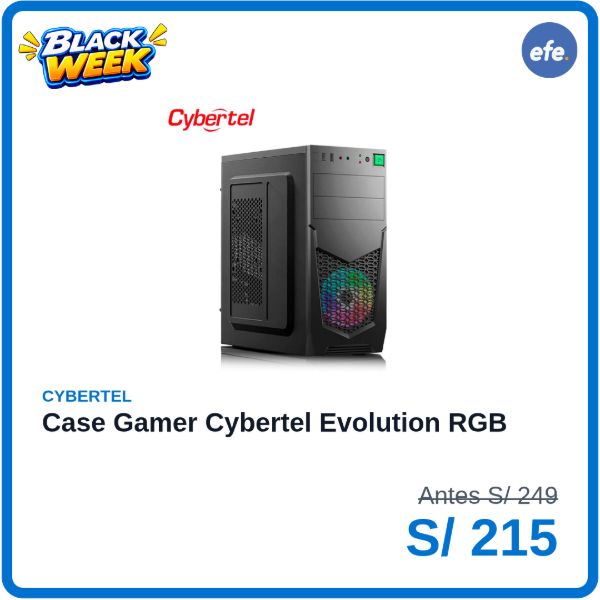 BLACK
WEEK
efe.
Cybertel
CYBERTEL
Case Gamer Cybertel Evolution RGB
Antes S/ 249
S/ 215